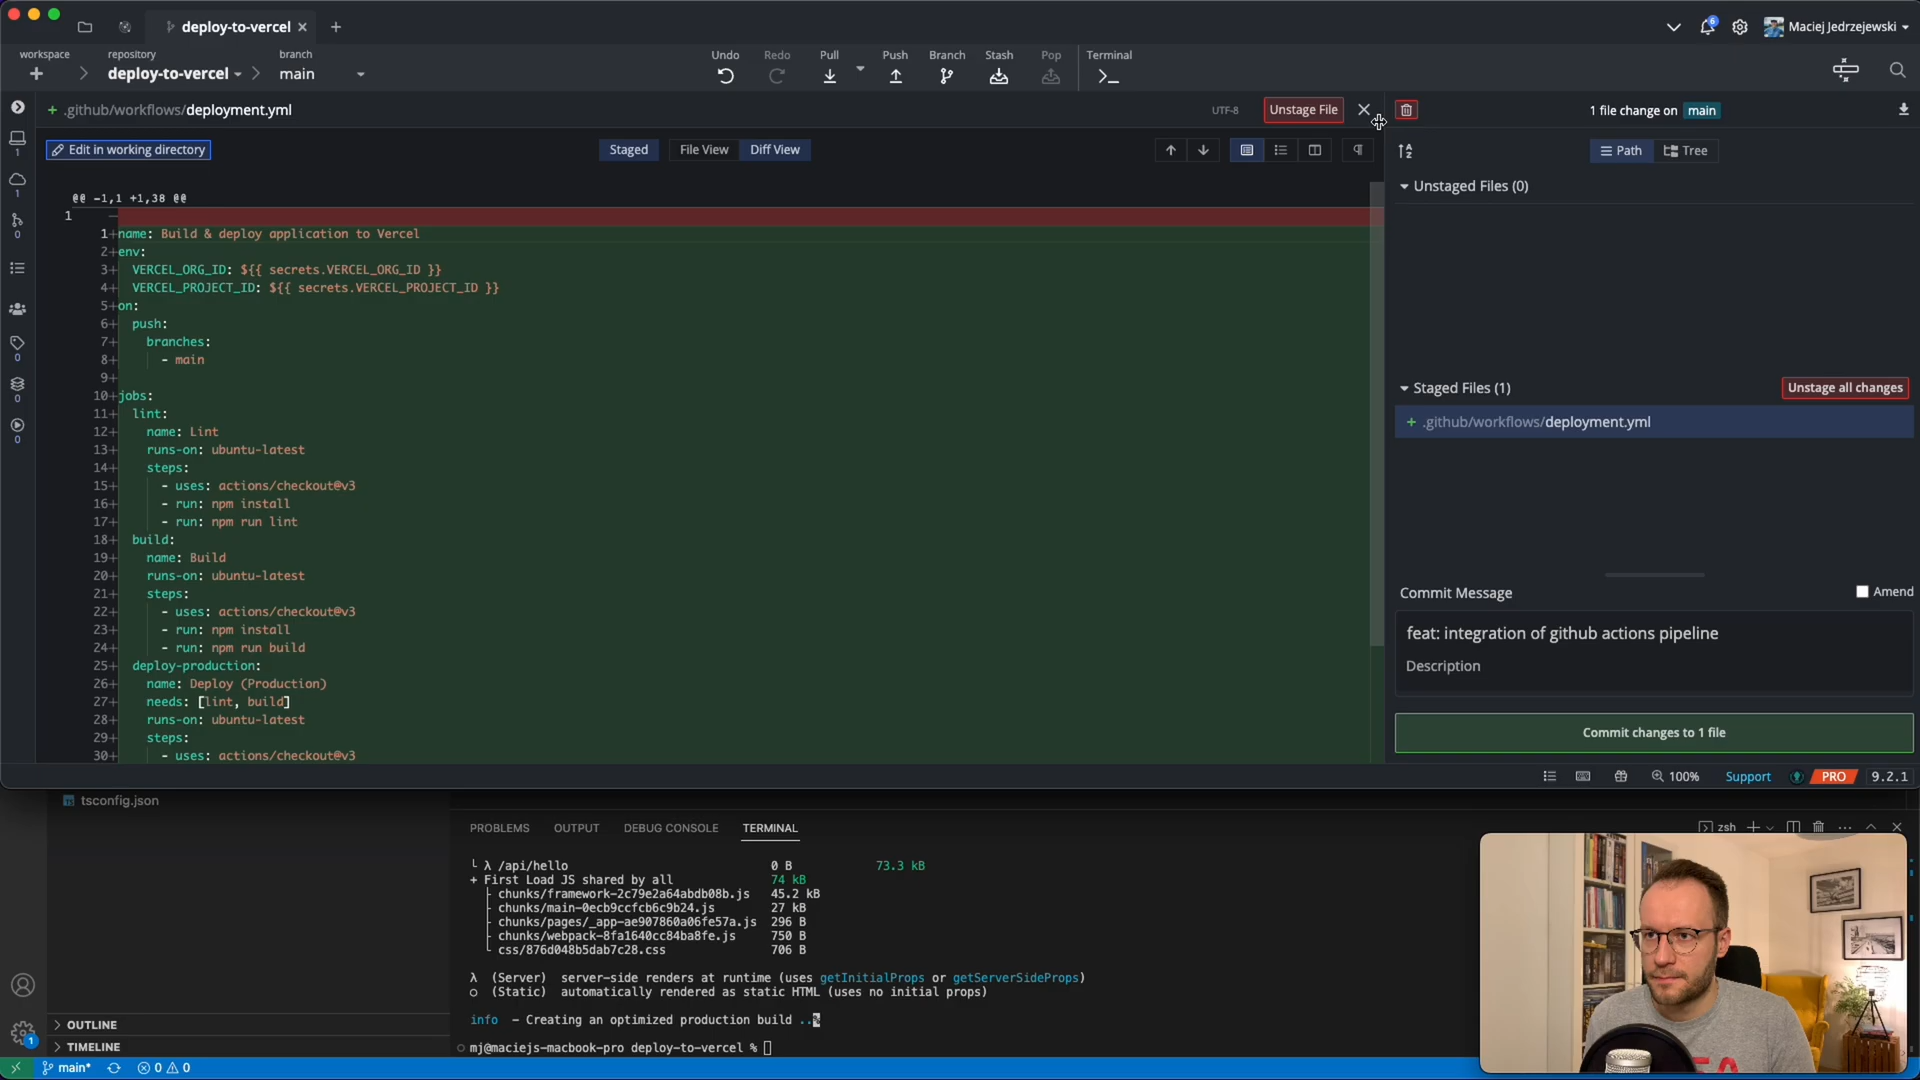 deploy-to-vercel
6
Maciej Jedrzejewski
workspace
repository
deploy-to-vercel
branch
main
Undo
Redo
Pull
Push
Branch
Stash
Pop
Terminal
.github/workflows/deployment.yml
UTF-8
Unstage File
1 file change on main
Edit in working directory
Staged
File View
Diff View
Path
Tree
1
1
0
0
0
0
@@ -1,1 +1,38 @@
1 −
1+name: Build & deploy application to Vercel
2+env:
3+ VERCEL_ORG_ID: ${{ secrets.VERCEL_ORG_ID }}
4+ VERCEL_PROJECT_ID: ${{ secrets.VERCEL_PROJECT_ID }}
5+on:
6+ push:
7+ branches:
8+ - main
9+
10+jobs:
11+ lint:
12+ name: Lint
13+ runs-on: ubuntu-latest
14+ steps:
15+ - uses: actions/checkout@v3
16+ - run: npm install
17+ - run: npm run lint
18+ build:
19+ name: Build
20+ runs-on: ubuntu-latest
21+ steps:
22+ - uses: actions/checkout@v3
23+ - run: npm install
24+ - run: npm run build
25+ deploy-production:
26+ name: Deploy (Production)
27+ needs: [lint, build]
28+ runs-on: ubuntu-latest
29+ steps:
30+ - uses: actions/checkout@v3
Unstaged Files (0)
Staged Files (1)
Unstage all changes
+ .github/workflows/deployment.yml
Commit Message
Amend
feat: integration of github actions pipeline
Description
Commit changes to 1 file
100%
Support
PRO
9.2.1
TS tsconfig.json
PROBLEMS
OUTPUT
DEBUG CONSOLE
TERMINAL
zsh
└ λ /api/hello 0 B 73.3 kB
+ First Load JS shared by all 74 kB
├ chunks/framework-2c79e2a64abdb08b.js 45.2 kB
├ chunks/main-0ecb9ccfcb6c9b24.js 27 kB
├ chunks/pages/_app-ae907860a06fe57a.js 296 B
├ chunks/webpack-8fa1640cc84ba8fe.js 750 B
└ css/876d048b5dab7c28.css 706 B
λ (Server) server-side renders at runtime (uses getInitialProps or getServerSideProps)
○ (Static) automatically rendered as static HTML (uses no initial props)
info - Creating an optimized production build ..%
mj@maciejs-macbook-pro deploy-to-vercel %
OUTLINE
TIMELINE
1
main*
0
0